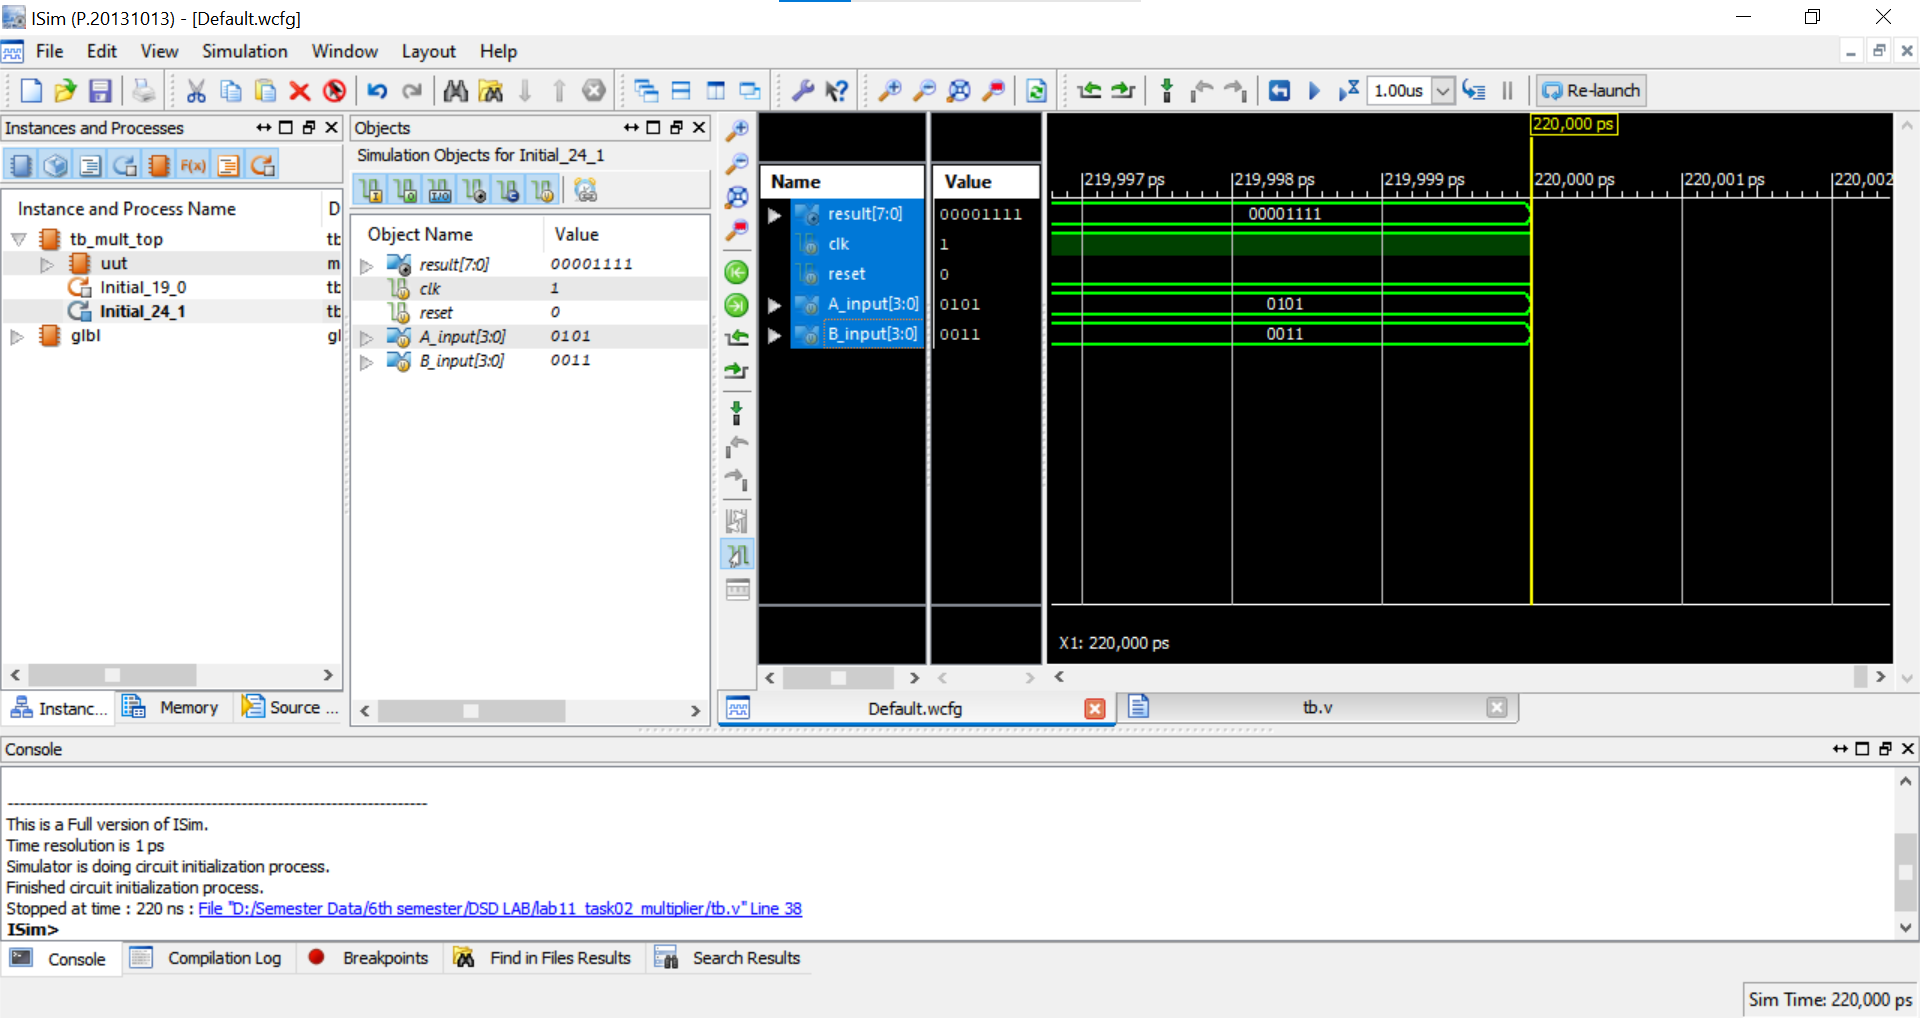 ISim (P.20131013) - [Default.wcfg]
File Edit View Simulation Window Layout Help
1.00us Re-launch
Instances and Processes
F(x)
Instance and Process Name D
tb_mult_top tb
uut m
Initial_19_0 tb
Initial_24_1 tb
glbl gl
Instanc... Memory Source ...
Objects
Simulation Objects for Initial_24_1
I O I/O C
Object Name Value
result[7:0] 00001111
clk 1
reset 0
A_input[3:0] 0101
B_input[3:0] 0011
Name Value
result[7:0] 00001111
clk 1
reset 0
A_input[3:0] 0101
B_input[3:0] 0011
220,000 ps
219,997 ps 219,998 ps 219,999 ps 220,000 ps 220,001 ps 220,002
00001111
0101
0011
X1: 220,000 ps
Default.wcfg tb.v
Console
------------------------------------------------------------------
This is a Full version of ISim.
Time resolution is 1 ps
Simulator is doing circuit initialization process.
Finished circuit initialization process.
Stopped at time : 220 ns : File "D:/Semester Data/6th semester/DSD LAB/lab11_task02_multiplier/tb.v" Line 38
ISim>
Console Compilation Log Breakpoints Find in Files Results Search Results
Sim Time: 220,000 ps